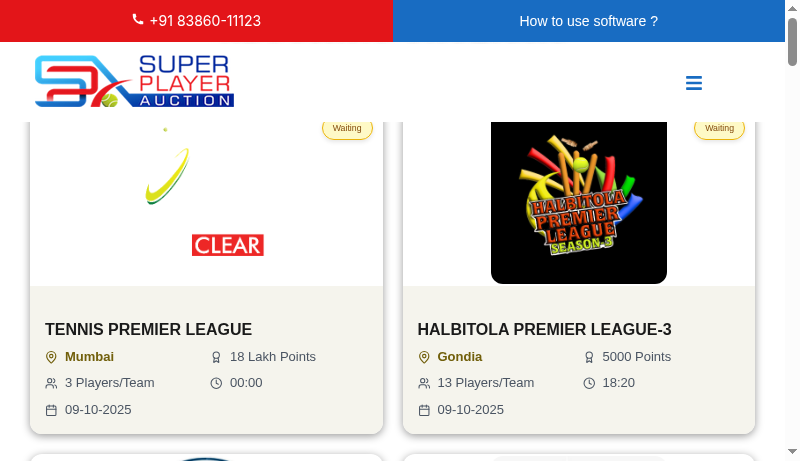 +91 83860-11123
How to use software ?
SUPER
PLAYER
AUCTION
Waiting
Waiting
CLEAR
HALBITOLA
PREMIER
LEAGUE
SEASON 3
TENNIS PREMIER LEAGUE
Mumbai
18 Lakh Points
3 Players/Team
00:00
09-10-2025
HALBITOLA PREMIER LEAGUE-3
Gondia
5000 Points
13 Players/Team
18:20
09-10-2025